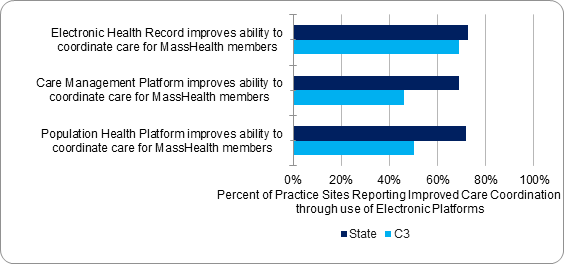 Electronic Health Record improves ability to
coordinate care for MassHealth members
Care Management Platform improves ability to
coordinate care for MassHealth members
Population Health Platform improves ability to
coordinate care for MassHealth members
0% 20% 40% 60% 80% 100%
Percent of Practice Sites Reporting Improved Care Coordination
through use of Electronic Platforms
State C3